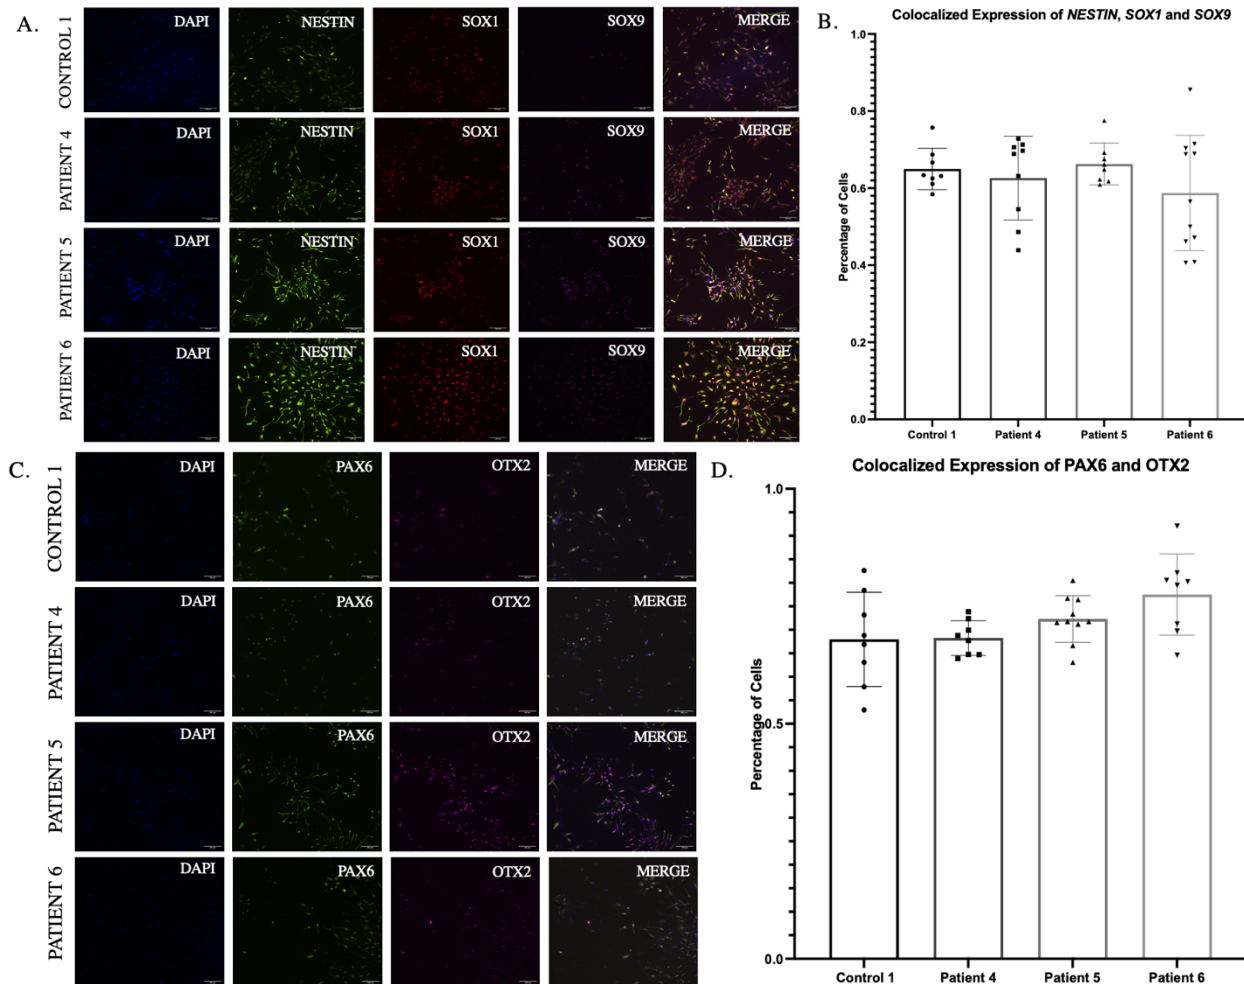 A.
CONTROL 1
DAPI
NESTIN
SOX1
SOX9
MERGE
PATIENT 4
DAPI
NESTIN
SOX1
SOX9
MERGE
PATIENT 5
DAPI
NESTIN
SOX1
SOX9
MERGE
PATIENT 6
DAPI
NESTIN
SOX1
SOX9
MERGE
B.
Colocalized Expression of NESTIN, SOX1 and SOX9
Percentage of Cells
1.0
0.8
0.6
0.4
0.2
0.0
Control 1
Patient 4
Patient 5
Patient 6
C.
CONTROL 1
DAPI
PAX6
OTX2
MERGE
PATIENT 4
DAPI
PAX6
OTX2
MERGE
PATIENT 5
DAPI
PAX6
OTX2
MERGE
PATIENT 6
DAPI
PAX6
OTX2
MERGE
D.
Colocalized Expression of PAX6 and OTX2
Percentage of Cells
1.0
0.5
0.0
Control 1
Patient 4
Patient 5
Patient 6